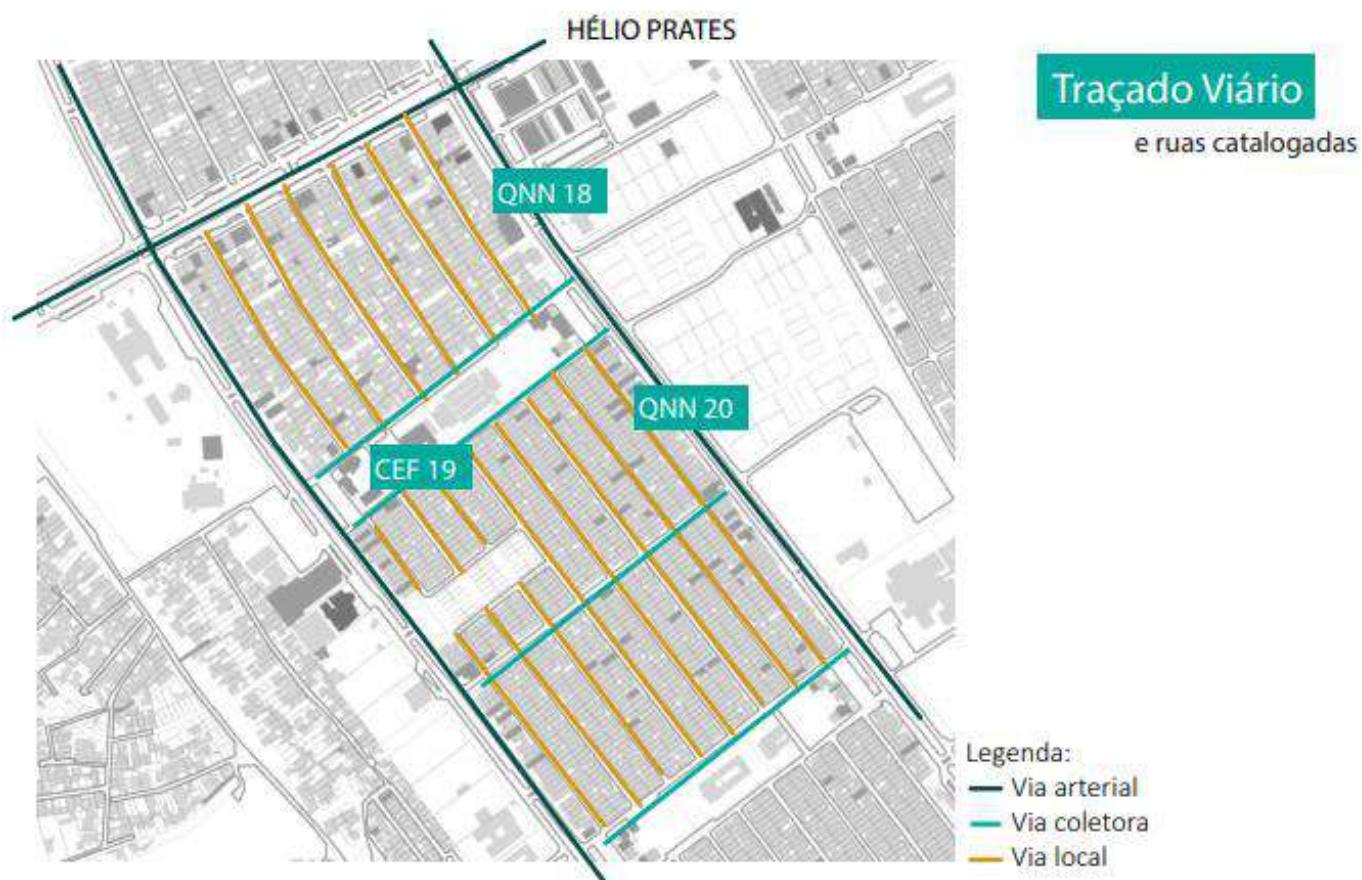 HÉLIO PRATES
Traçado Viário
e ruas catalogadas
QNN 18
QNN 20
CEF 19
Legenda:
Via arterial
Via coletora
Via local